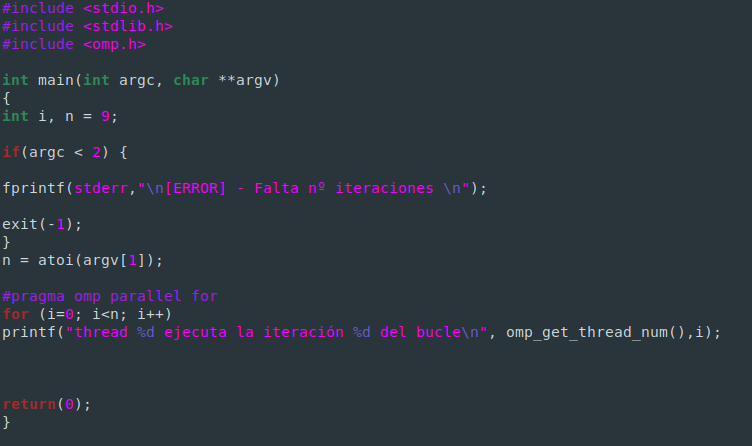 #include <stdio.h>
#include <stdlib.h>
#include <omp.h>
int main(int argc, char **argv)
{
int i, n = 9;
if(argc < 2) {
fprintf(stderr,"\n[ERROR] - Falta nº iteraciones \n");
exit(-1);
}
n = atoi(argv[1]);
#pragma omp parallel for
for (i=0; i<n; i++)
printf("thread %d ejecuta la iteración %d del bucle\n", omp_get_thread_num(),i);
return(0);
}